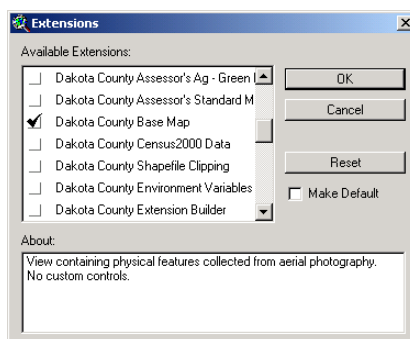 Extensions
Available Extensions:
Dakota County Assessor's Ag - Green
Dakota County Assessor's Standard M
Dakota County Base Map
Dakota County Census2000 Data
Dakota County Shapefile Clipping
Dakota County Environment Variables
Dakota County Extension Builder
OK
Cancel
Reset
Make Default
About:
View containing physical features collected from aerial photography.
No custom controls.